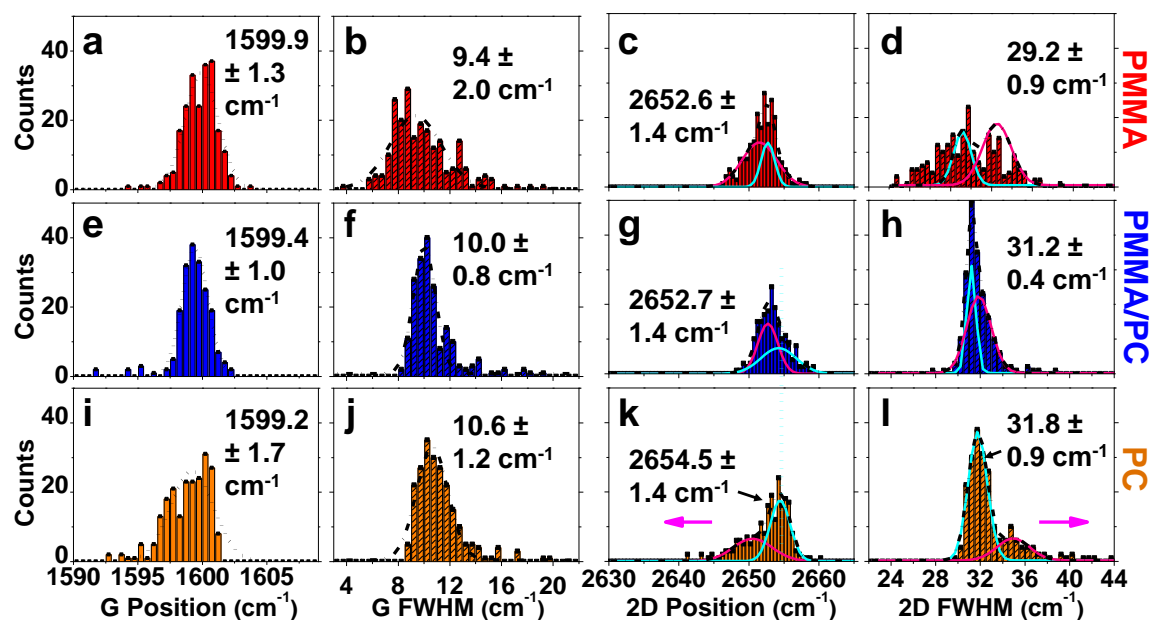 a
1599.9
± 1.3
cm⁻¹
b
9.4 ±
2.0 cm⁻¹
c
2652.6 ±
1.4 cm⁻¹
d
29.2 ±
0.9 cm⁻¹
PMMA
Counts
40
20
0
e
1599.4
± 1.0
cm⁻¹
f
10.0 ±
0.8 cm⁻¹
g
2652.7 ±
1.4 cm⁻¹
h
31.2 ±
0.4 cm⁻¹
PMMA/PC
Counts
40
20
0
i
1599.2
± 1.7
cm⁻¹
j
10.6 ±
1.2 cm⁻¹
k
2654.5 ±
1.4 cm⁻¹
l
31.8 ±
0.9 cm⁻¹
PC
Counts
40
20
0
1590 1595 1600 1605
4 8 12 16 20
2630 2640 2650 2660
24 28 32 36 40 44
G Position (cm⁻¹)
G FWHM (cm⁻¹)
2D Position (cm⁻¹)
2D FWHM (cm⁻¹)